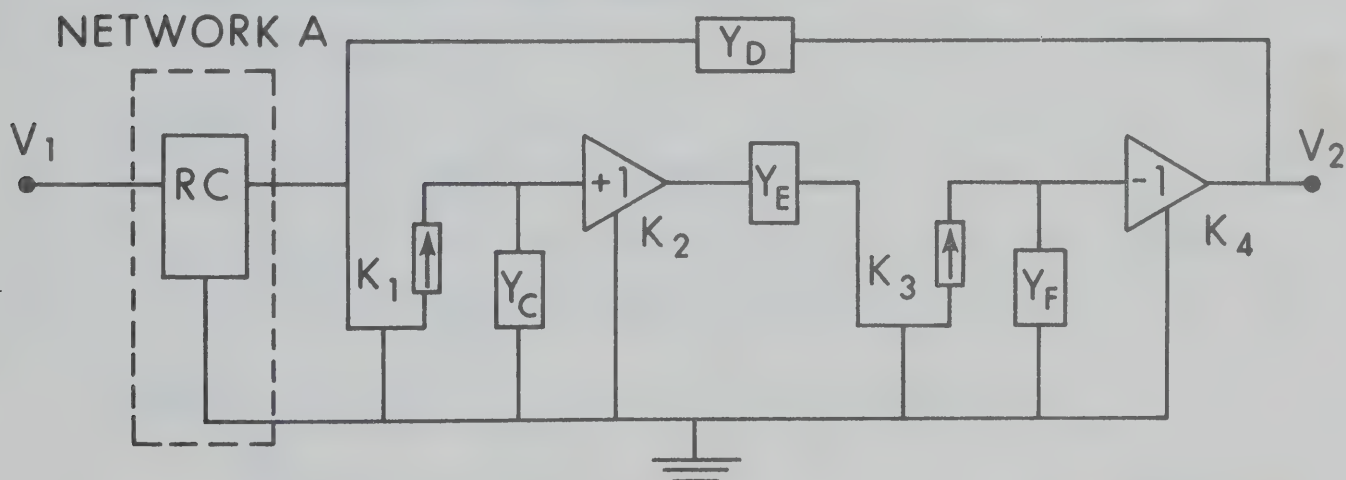 NETWORK A
Y_D
V_1
RC
+1
Y_E
-1
V_2
K_1
Y_C
K_2
K_3
Y_F
K_4